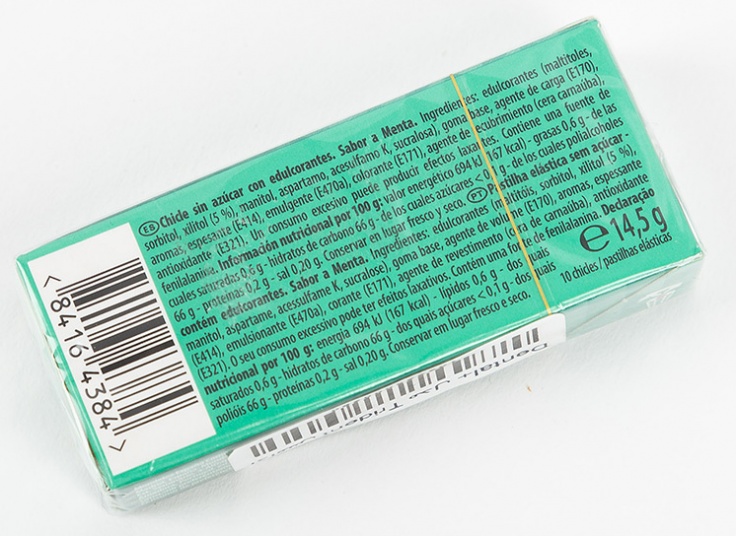 ⒺⓈ Chicle sin azúcar con edulcorantes. Sabor a Menta. Ingredientes: edulcorantes (maltitoles,
sorbitol, xilitol (5 %), manitol, aspartamo, acesulfamo K, sucralosa), goma base, agente de carga (E170),
aromas, espesante (E414), emulgente (E470a), colorante (E171), agente de recubrimiento (cera carnaúba),
antioxidante (E321). Un consumo excesivo puede producir efectos laxantes. Contiene una fuente de
fenilalanina. Información nutricional por 100 g: valor energético 694 kJ (167 kcal) - grasas 0,6 g - de las
cuales saturadas 0,6 g - hidratos de carbono 66 g - de los cuales azúcares <0,1 g - de los cuales polialcoholes
66 g - proteínas 0,2 g - sal 0,20 g. Conservar en lugar fresco y seco. PT Pastilha elástica sem açúcar -
contém edulcorantes. Sabor a Menta. Ingredientes: edulcorantes sorbitol, xilitol (5 %),
manitol, aspartame, acessulfame K, sucralose), goma base, agente de volume (E170), aromas, espessante
(E414), emulsionante (E470a), corante (E171), agente de revestimento (cera de carnaúba), antioxidante
(E321). O seu consumo excessivo pode ter efeitos laxativos. Contém uma fonte de fenilalanina. Declaração
nutricional por 100 g: energia 694 kJ (167 kcal) - lípidos 0,6 g - dos quais
saturados 0,6 g - hidratos de carbono 66 g - dos quais açúcares <0,1 g - dos quais
polióis 66 g - proteínas 0,2 g - sal 0,20 g. Conservar em lugar fresco e seco.
℮14,5 g
10 chicles / pastilhas elásticas
< 84164384 >
Trident